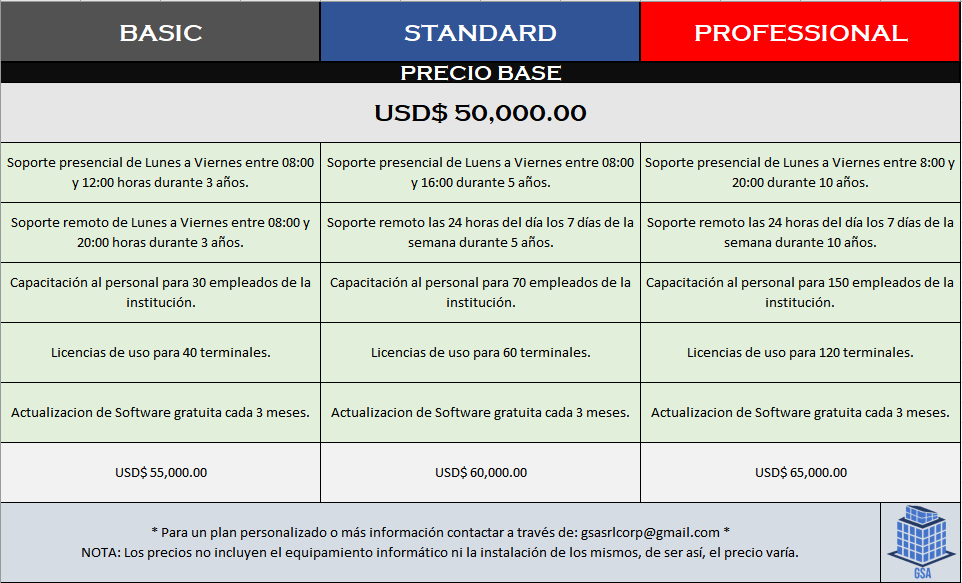 BASIC
STANDARD
PROFESSIONAL
PRECIO BASE
USD$ 50,000.00
Soporte presencial de Lunes a Viernes entre 08:00
y 12:00 horas durante 3 años.
Soporte presencial de Luens a Viernes entre 08:00
y 16:00 durante 5 años.
Soporte presencial de Lunes a Viernes entre 8:00 y
20:00 durante 10 años.
Soporte remoto de Lunes a Viernes entre 08:00 y
20:00 horas durante 3 años.
Soporte remoto las 24 horas del día los 7 días de la
semana durante 5 años.
Soporte remoto las 24 horas del día los 7 días de la
semana durante 10 años.
Capacitación al personal para 30 empleados de la
institución.
Capacitación al personal para 70 empleados de la
institución.
Capacitación al personal para 150 empleados de la
institución.
Licencias de uso para 40 terminales.
Licencias de uso para 60 terminales.
Licencias de uso para 120 terminales.
Actualizacion de Software gratuita cada 3 meses.
Actualizacion de Software gratuita cada 3 meses.
Actualizacion de Software gratuita cada 3 meses.
USD$ 55,000.00
USD$ 60,000.00
USD$ 65,000.00
* Para un plan personalizado o más información contactar a través de: gsasrlcorp@gmail.com *
NOTA: Los precios no incluyen el equipamiento informático ni la instalación de los mismos, de ser así, el precio varía.
GSA